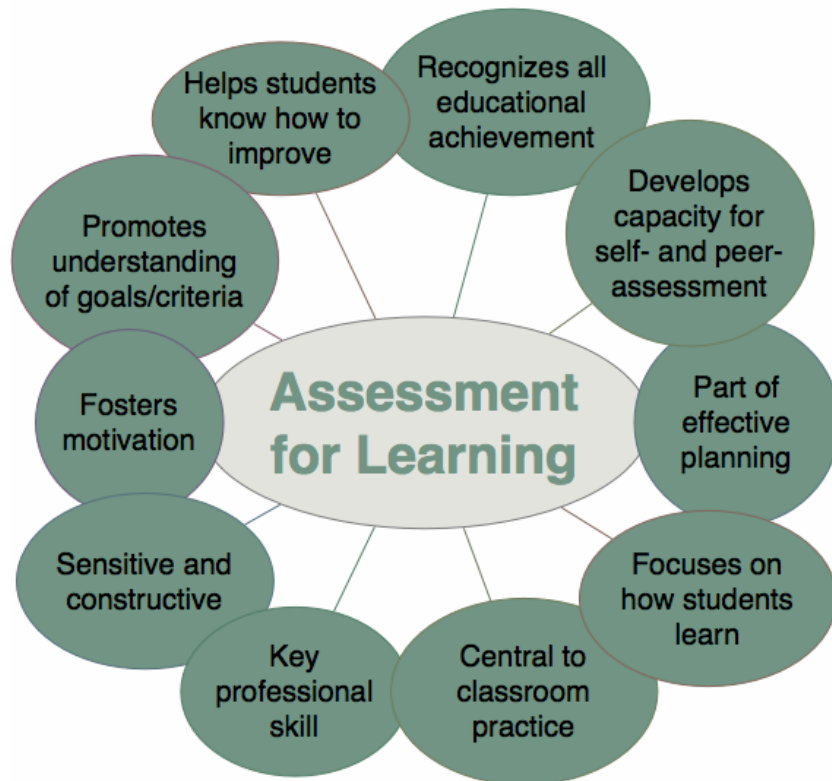 Helps students
know how to
improve
Recognizes all
educational
achievement
Develops
capacity for
self- and peer-
assessment
Promotes
understanding
of goals/criteria
Assessment
for Learning
Fosters
motivation
Part of
effective
planning
Sensitive and
constructive
Focuses on
how students
learn
Key
professional
skill
Central to
classroom
practice